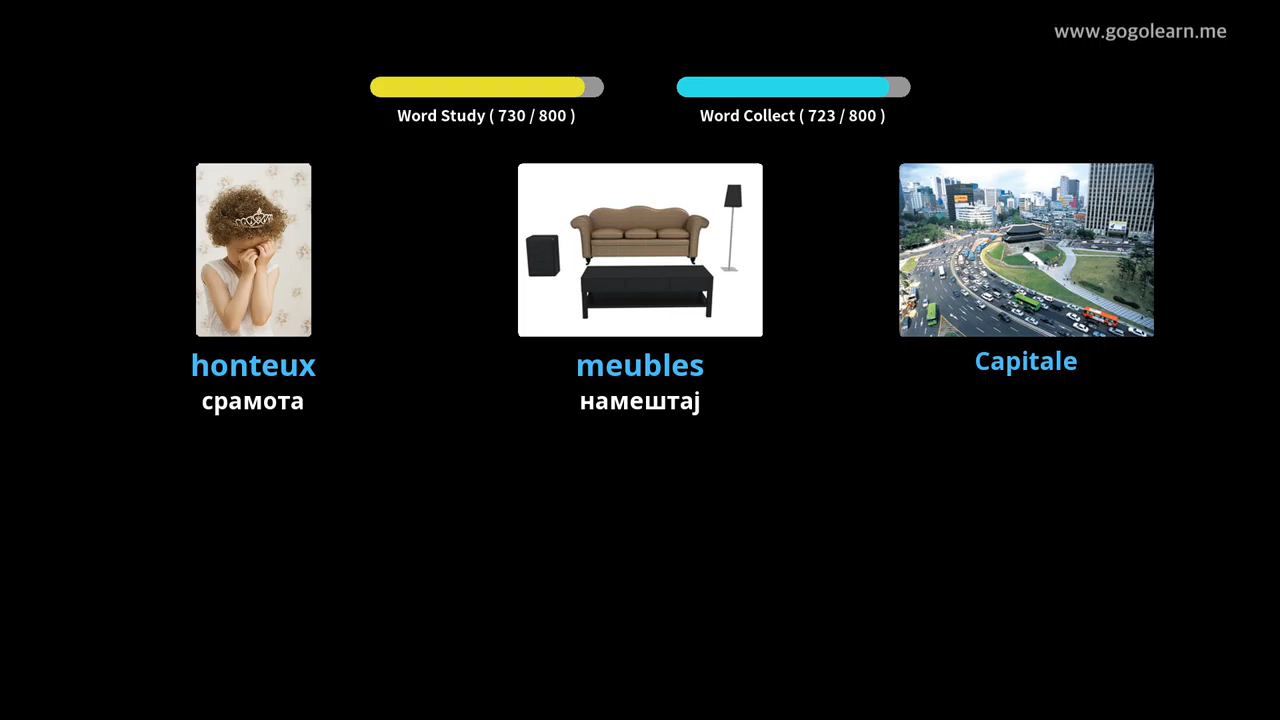 www.gogolearn.me
Word Study ( 730 / 800 )
Word Collect ( 723 / 800 )
honteux
срамота
meubles
намештај
Capitale